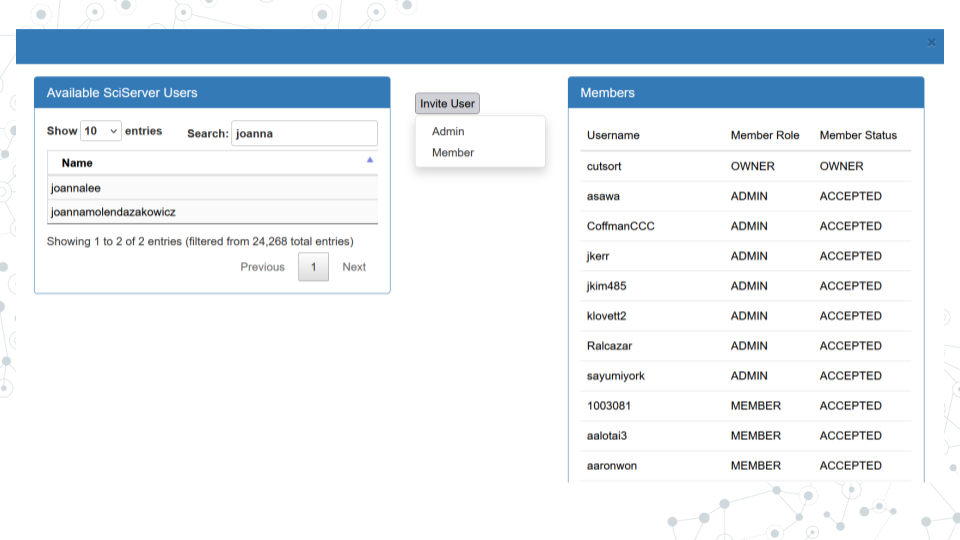 ×
Available SciServer Users
Show 10 entries Search: joanna
Name
joannalee
joannamolendazakowicz
Showing 1 to 2 of 2 entries (filtered from 24,268 total entries)
Previous 1 Next
Invite User
Admin
Member
Members
Username Member Role Member Status
cutsort OWNER OWNER
asawa ADMIN ACCEPTED
CoffmanCCC ADMIN ACCEPTED
jkerr ADMIN ACCEPTED
jkim485 ADMIN ACCEPTED
klovett2 ADMIN ACCEPTED
Ralcazar ADMIN ACCEPTED
sayumiyork ADMIN ACCEPTED
1003081 MEMBER ACCEPTED
aalotai3 MEMBER ACCEPTED
aaronwon MEMBER ACCEPTED